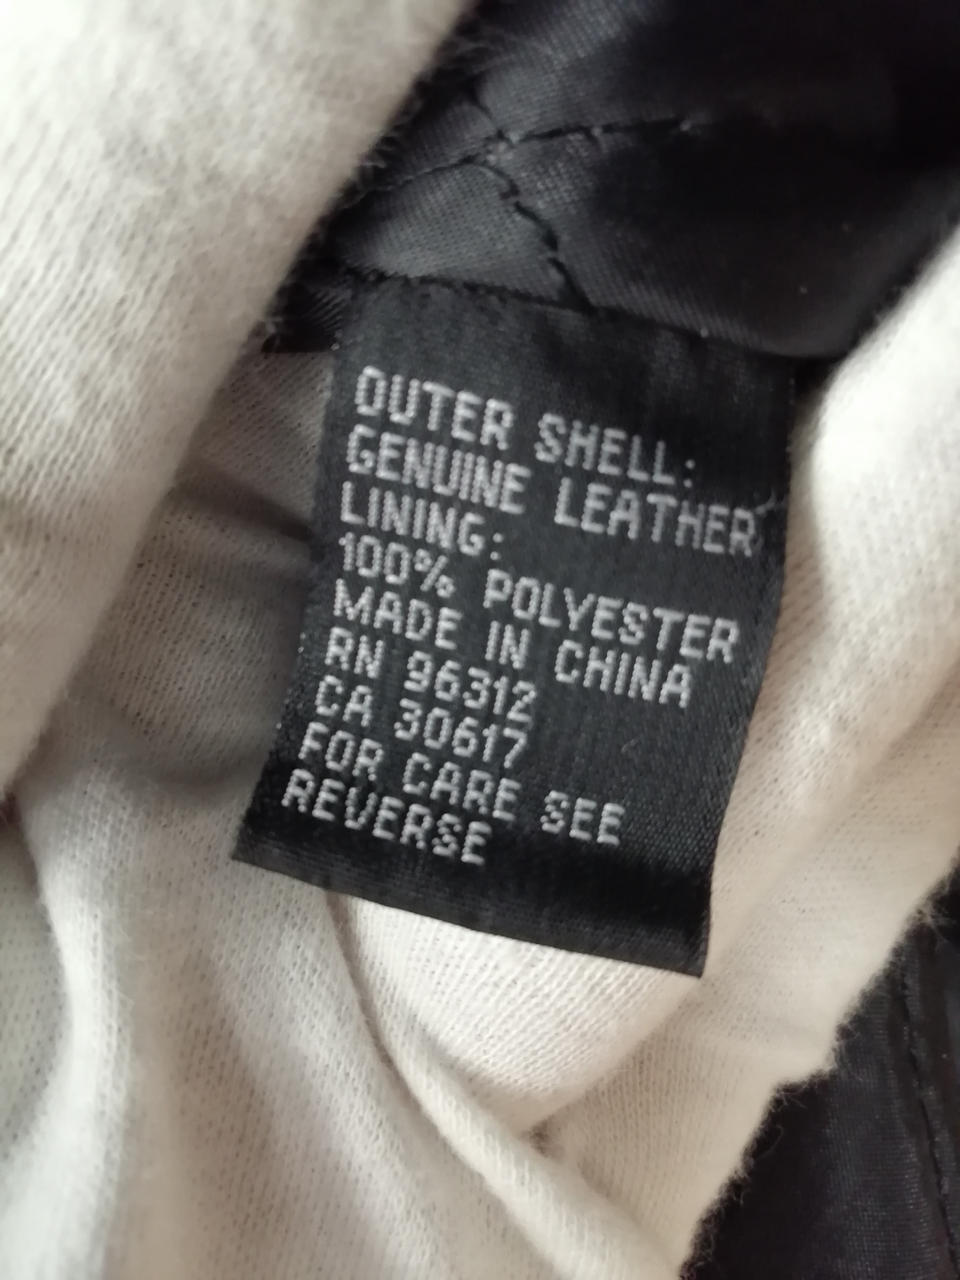 OUTER SHELL:
GENUINE LEATHER
LINING:
100% POLYESTER
MADE IN CHINA
RN 96312
CA 30617
FOR CARE SEE
REVERSE